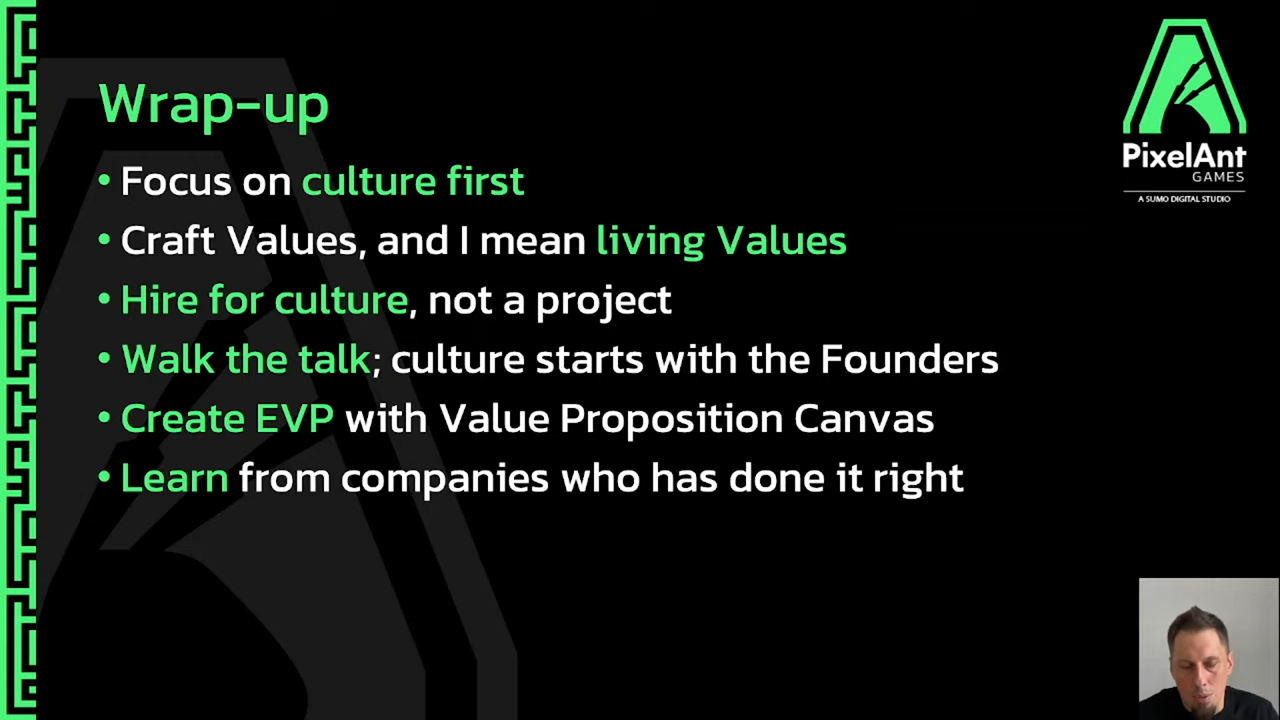 Wrap-up
• Focus on culture first
• Craft Values, and I mean living Values
• Hire for culture, not a project
• Walk the talk; culture starts with the Founders
• Create EVP with Value Proposition Canvas
• Learn from companies who has done it right
PixelAnt
GAMES
A SUMO DIGITAL STUDIO